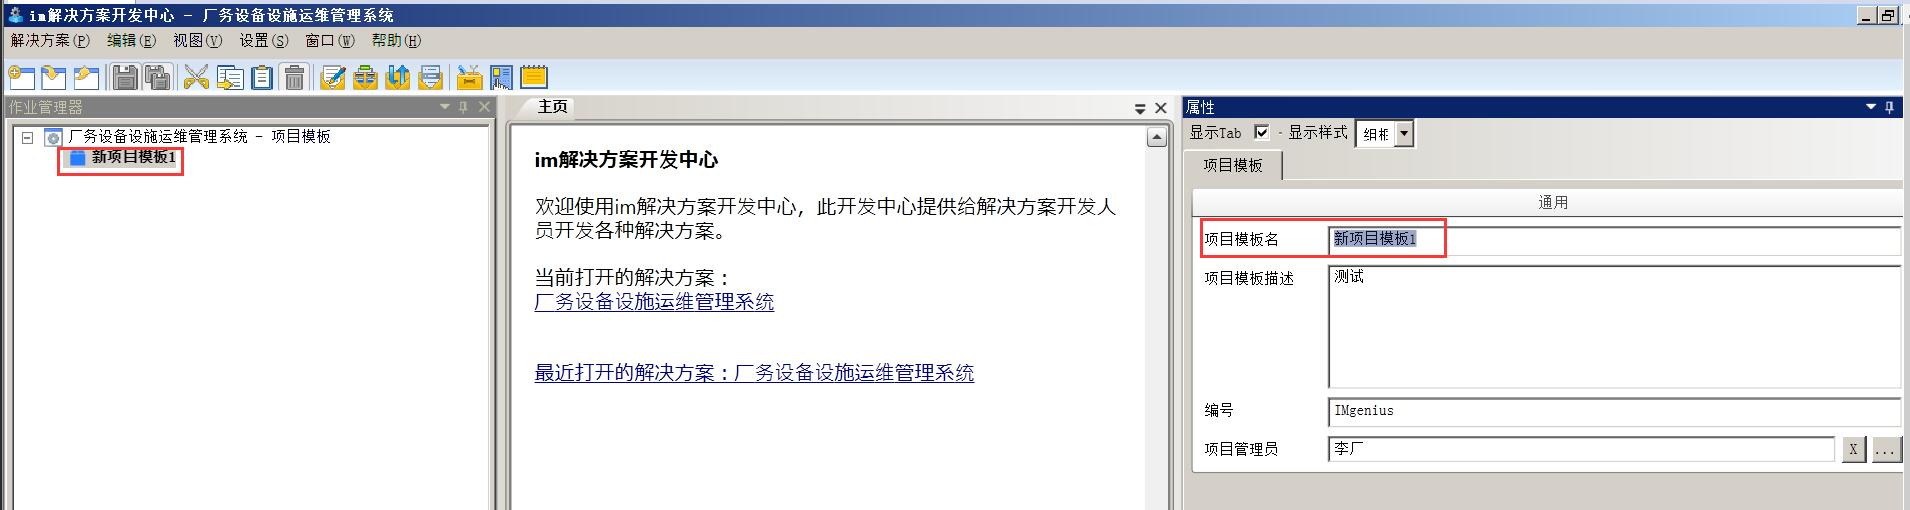 im解决方案开发中心 - 厂务设备设施运维管理系统
解决方案(P) 编辑(E) 视图(V) 设置(S) 窗口(W) 帮助(H)
作业管理器
厂务设备设施运维管理系统 - 项目模板
新项目模板1
主页
im解决方案开发中心
欢迎使用im解决方案开发中心，此开发中心提供给解决方案开发人
员开发各种解决方案。
当前打开的解决方案：
厂务设备设施运维管理系统
最近打开的解决方案：厂务设备设施运维管理系统
属性
显示Tab - 显示样式
项目模板
通用
项目模板名 新项目模板1
项目模板描述 测试
编号 IMgenius
项目管理员 李厂 X ...